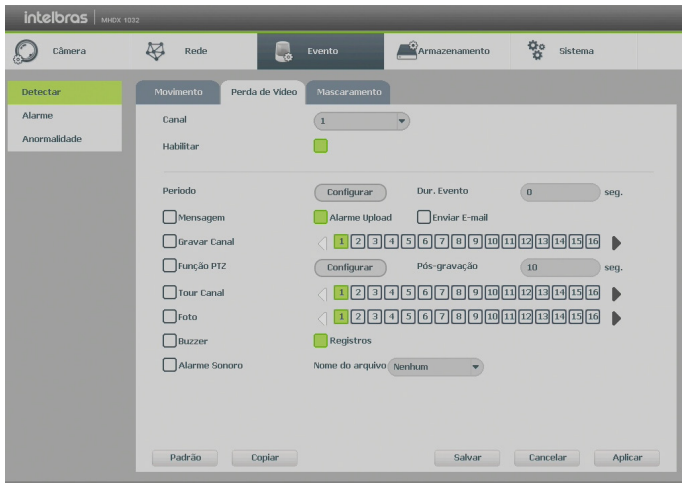 intelbras MHDX 1032
Câmera Rede Evento Armazenamento Sistema
Detectar
Alarme
Anormalidade
Movimento Perda de Vídeo Mascaramento
Canal 1
Habilitar
Periodo Configurar Dur. Evento 0 seg.
Mensagem Alarme Upload Enviar E-mail
Gravar Canal 1 2 3 4 5 6 7 8 9 10 11 12 13 14 15 16
Função PTZ Configurar Pós-gravação 10 seg.
Tour Canal 1 2 3 4 5 6 7 8 9 10 11 12 13 14 15 16
Foto 1 2 3 4 5 6 7 8 9 10 11 12 13 14 15 16
Buzzer Registros
Alarme Sonoro Nome do arquivo Nenhum
Padrão Copiar Salvar Cancelar Aplicar